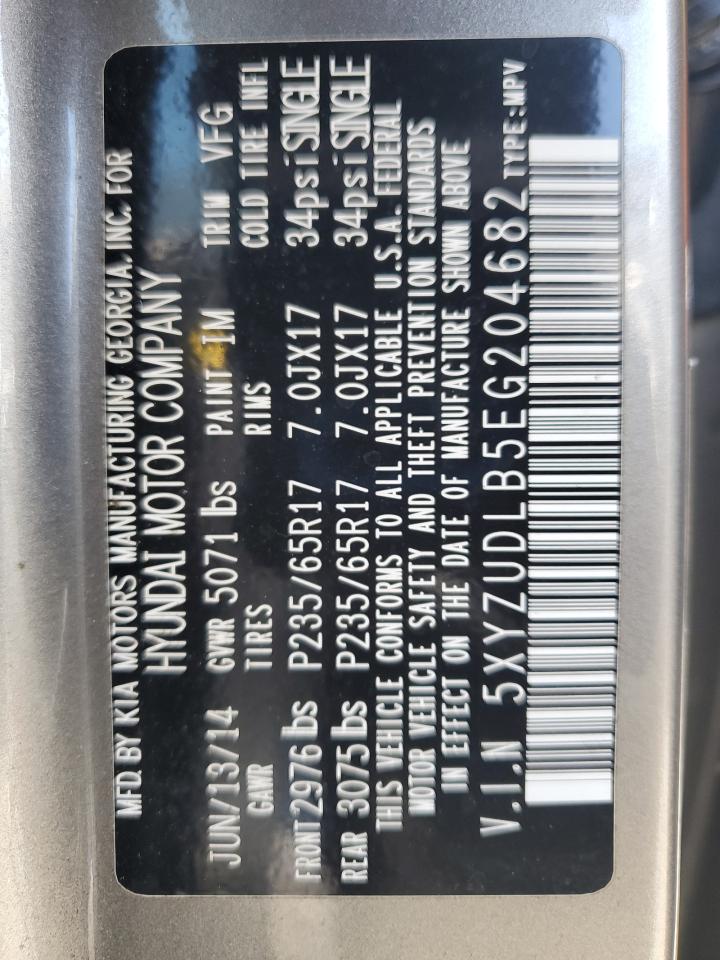 MFD. BY KIA MOTORS MANUFACTURING GEORGIA, INC. FOR
HYUNDAI MOTOR COMPANY
JUN/13/14 GVWR 5071 lbs PAINT IM TRIM VFG
GAWR TIRES RIMS COLD TIRE INFL
FRONT 2976 lbs P235/65R17 7.0JX17 34psi SINGLE
REAR 3075 lbs P235/65R17 7.0JX17 34psi SINGLE
THIS VEHICLE CONFORMS TO ALL APPLICABLE U.S.A. FEDERAL
MOTOR VEHICLE SAFETY AND THEFT PREVENTION STANDARDS
IN EFFECT ON THE DATE OF MANUFACTURE SHOWN ABOVE
V.I.N 5XYZUDLB5EG204682 TYPE:MPV